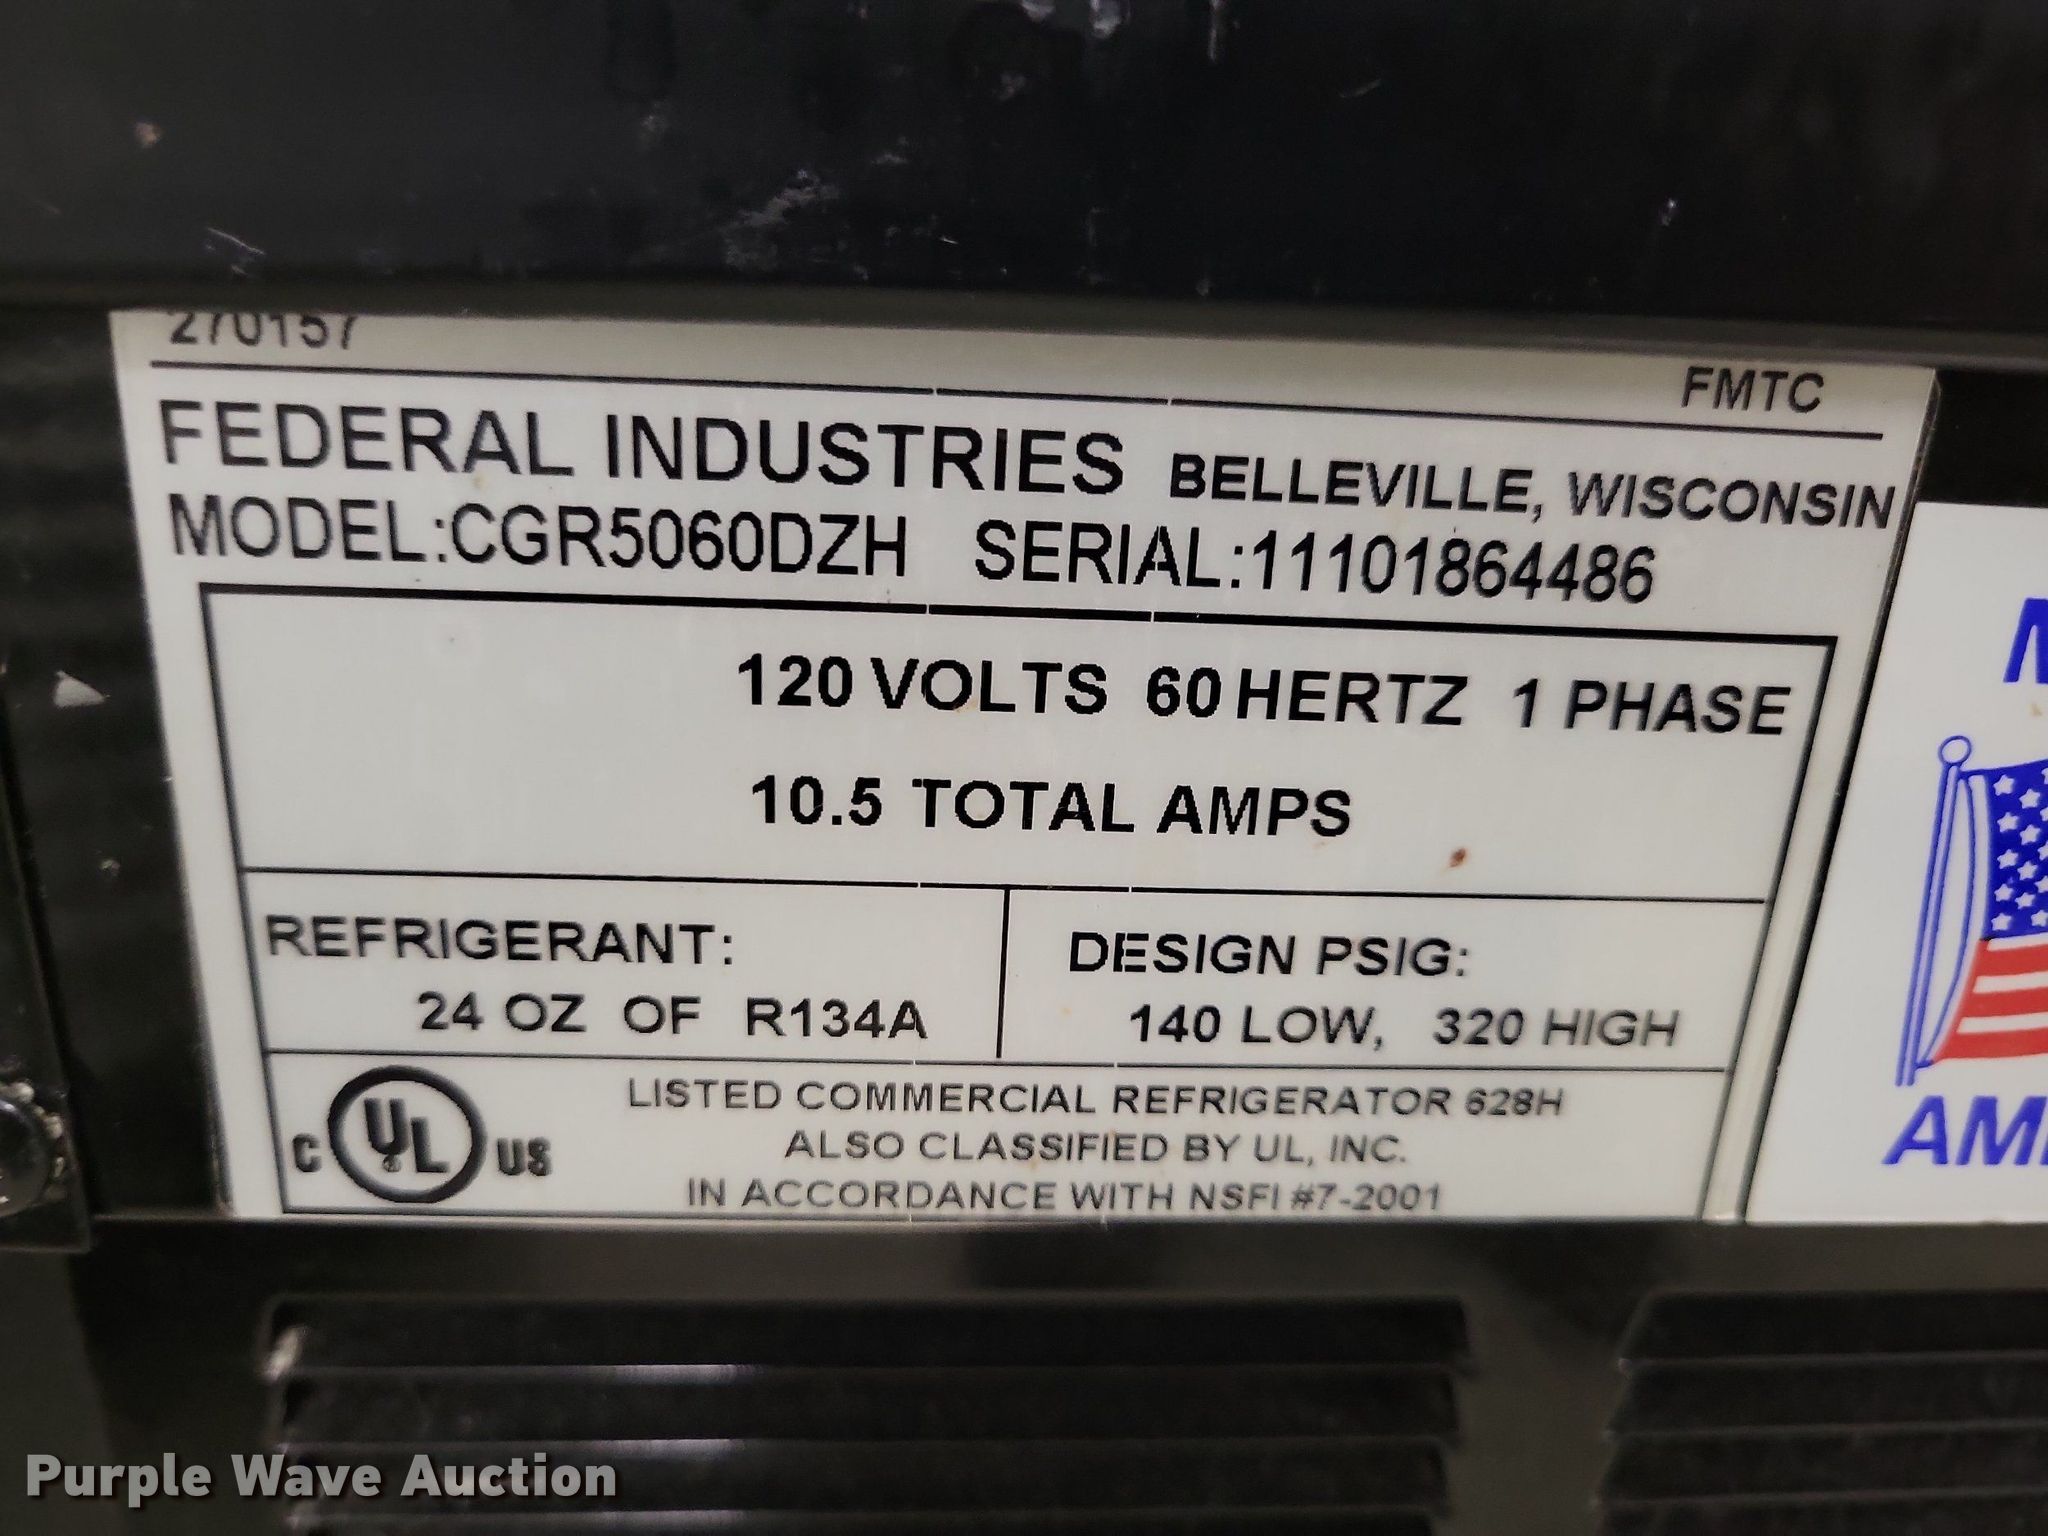 270157
FMTC
FEDERAL INDUSTRIES BELLEVILLE, WISCONSIN
MODEL:CGR5060DZH SERIAL:11101864486
120 VOLTS 60 HERTZ 1 PHASE
10.5 TOTAL AMPS
REFRIGERANT:
24 OZ OF R134A
DESIGN PSIG:
140 LOW, 320 HIGH
C UL US
LISTED COMMERCIAL REFRIGERATOR 628H
ALSO CLASSIFIED BY UL, INC.
IN ACCORDANCE WITH NSFI #7-2001
Purple Wave Auction